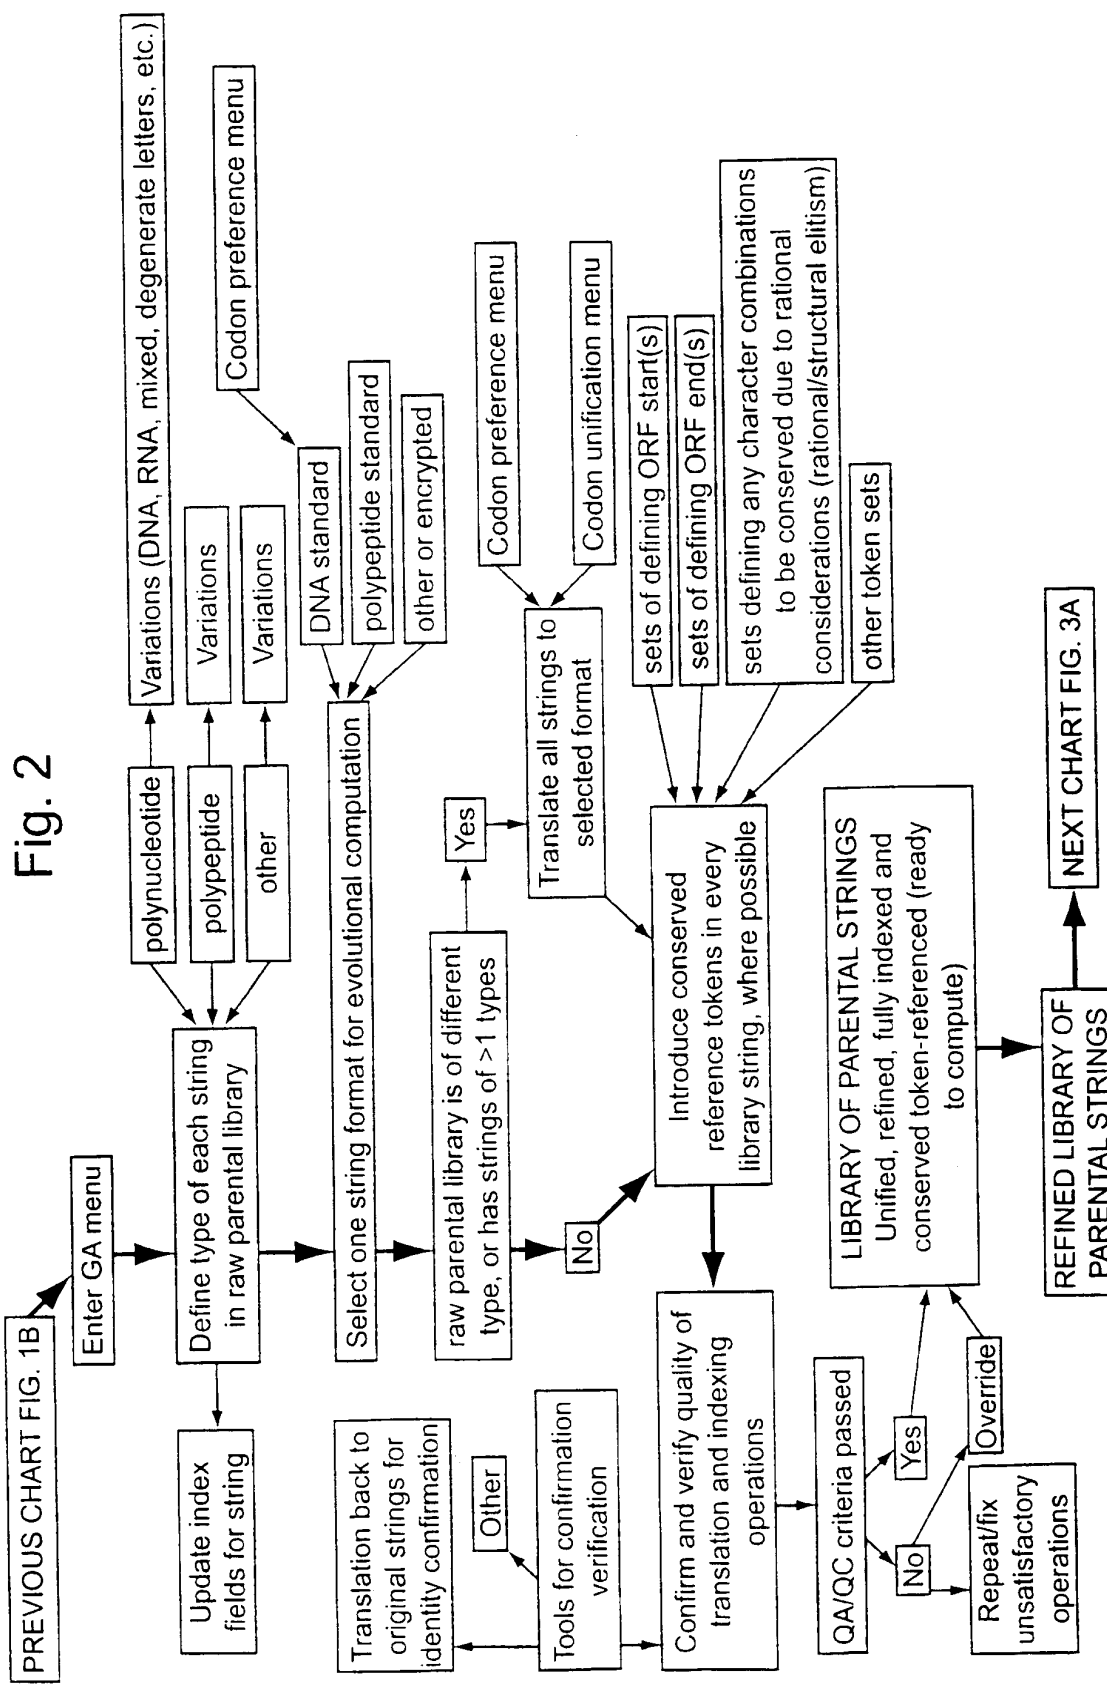 Fig. 2
PREVIOUS CHART FIG. 1B
Enter GA menu
Update index
fields for string
Define type of each string
in raw parental library
polynucleotide
polypeptide
other
Variations (DNA, RNA, mixed, degenerate letters, etc.)
Variations
Variations
Codon preference menu
DNA standard
polypeptide standard
other or encrypted
Select one string format for evolutional computation
raw parental library is of different
type, or has strings of >1 types
Yes
No
Translate all strings to
selected format
Codon preference menu
Codon unification menu
Translation back to
original strings for
identity confirmation
Other
Tools for confirmation
verification
Confirm and verify quality of
translation and indexing
operations
Introduce conserved
reference tokens in every
library string, where possible
sets of defining ORF start(s)
sets of defining ORF end(s)
sets defining any character combinations
to be conserved due to rational
considerations (rational/structural elitism)
other token sets
QA/QC criteria passed
Yes
No
Override
Repeat/fix
unsatisfactory
operations
LIBRARY OF PARENTAL STRINGS
Unified, refined, fully indexed and
conserved token-referenced (ready
to compute)
REFINED LIBRARY OF
PARENTAL STRINGS
NEXT CHART FIG. 3A